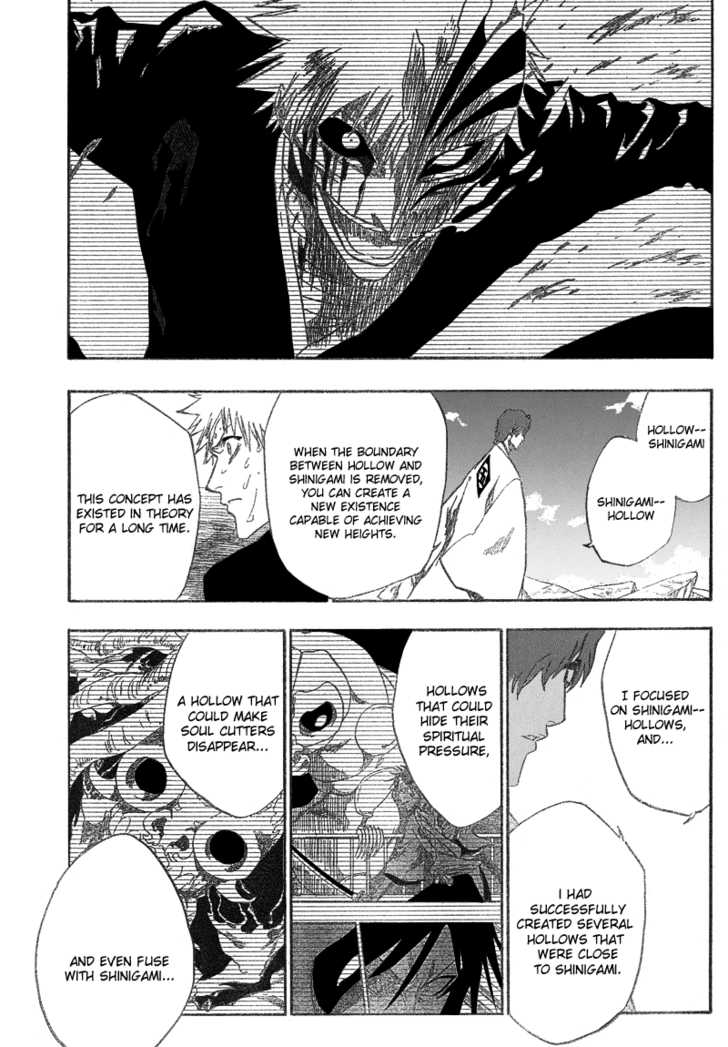 HOLLOW--
SHINIGAMI
SHINIGAMI--
HOLLOW
WHEN THE BOUNDARY
BETWEEN HOLLOW AND
SHINIGAMI IS REMOVED,
YOU CAN CREATE A
NEW EXISTENCE
CAPABLE OF ACHIEVING
NEW HEIGHTS.
THIS CONCEPT HAS
EXISTED IN THEORY
FOR A LONG TIME.
I FOCUSED
ON SHINIGAMI--
HOLLOWS,
AND...
I HAD
SUCCESSFULLY
CREATED SEVERAL
HOLLOWS THAT
WERE CLOSE
TO SHINIGAMI.
HOLLOWS
THAT COULD
HIDE THEIR
SPIRITUAL
PRESSURE,
A HOLLOW THAT
COULD MAKE
SOUL CUTTERS
DISAPPEAR...
AND EVEN FUSE
WITH SHINIGAMI...